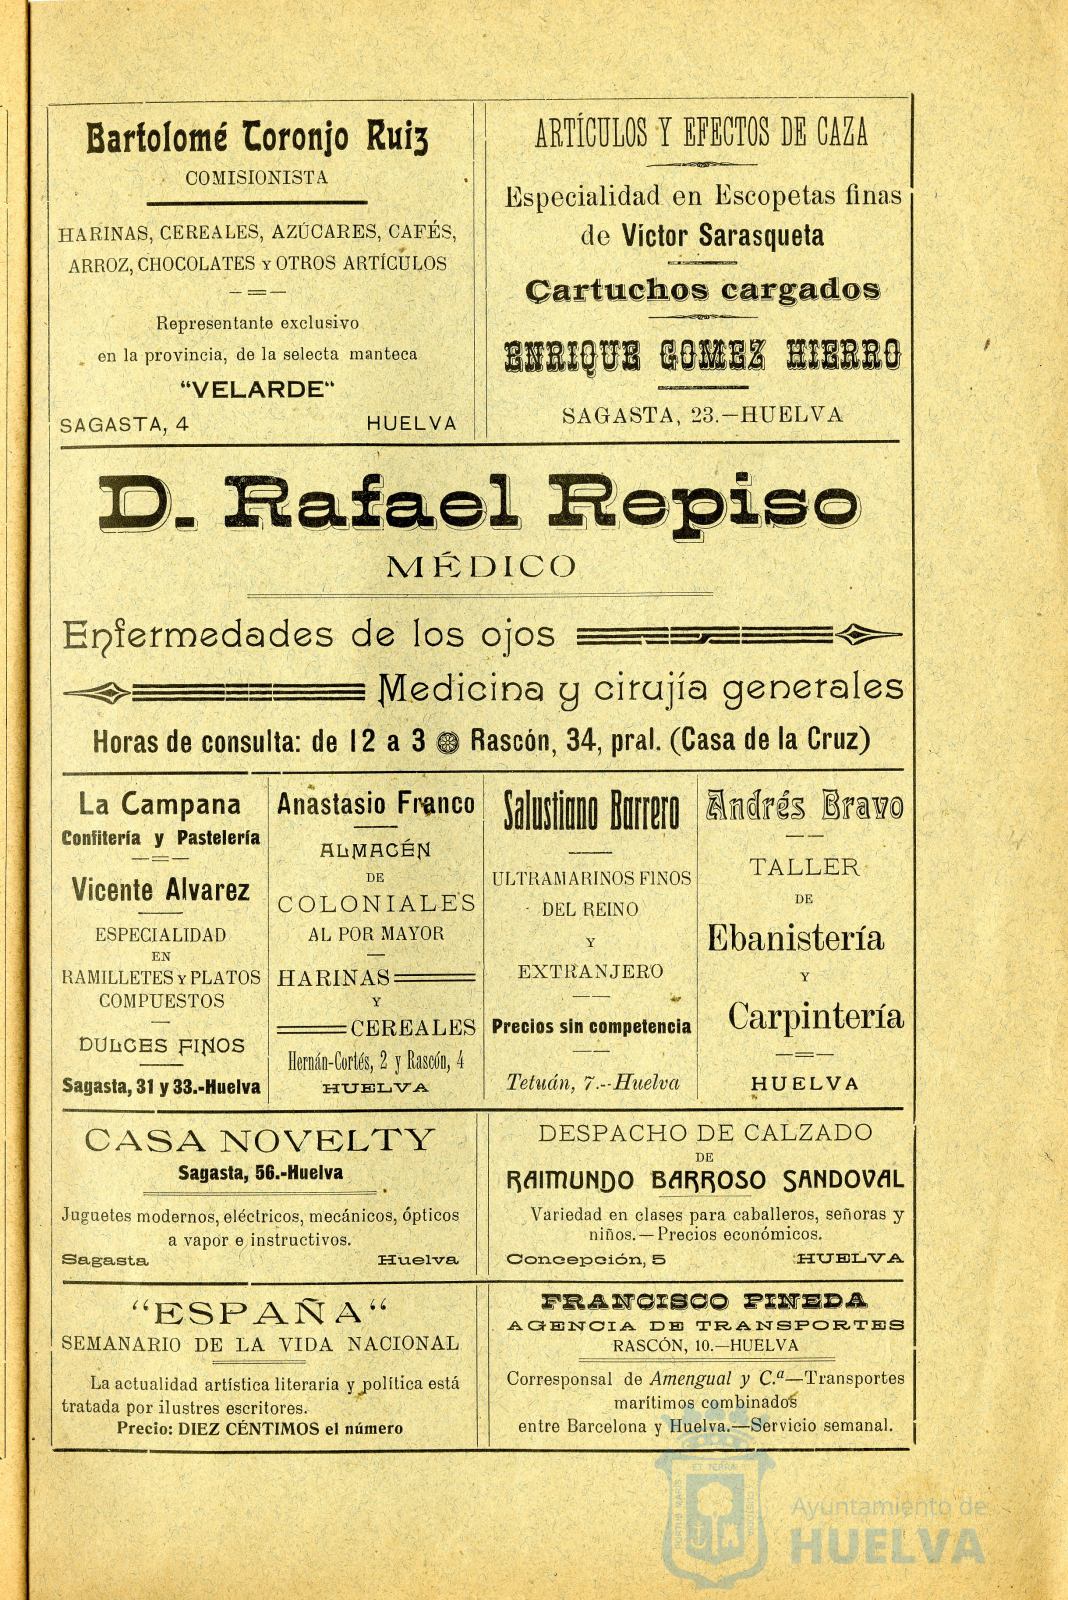 Bartolomé Toronjo Ruiz
COMISIONISTA
HARINAS, CEREALES, AZÚCARES, CAFÉS,
ARROZ, CHOCOLATES Y OTROS ARTÍCULOS
Representante exclusivo
en la provincia, de la selecta manteca
“VELARDE“
SAGASTA, 4 HUELVA
ARTÍCULOS Y EFECTOS DE CAZA
Especialidad en Escopetas finas
de Víctor Sarasqueta
Cartuchos cargados
ENRIQUE GOMEZ HIERRO
SAGASTA, 23.—HUELVA
D. Rafael Repiso
MÉDICO
Enfermedades de los ojos
Medicina y cirujía generales
Horas de consulta: de 12 a 3 Rascón, 34, pral. (Casa de la Cruz)
La Campana
Confitería y Pastelería
Vicente Alvarez
ESPECIALIDAD
EN
RAMILLETES Y PLATOS
COMPUESTOS
DULCES FINOS
Sagasta, 31 y 33.-Huelva
Anastasio Franco
ALMACÉN
DE
COLONIALES
AL POR MAYOR
HARINAS
Y
CEREALES
Hernán-Cortés, 2 y Rascón, 4
HUELVA
Salustiano Barrero
ULTRAMARINOS FINOS
DEL REINO
Y
EXTRANJERO
Precios sin competencia
Tetuán, 7.--Huelva
Andrés Bravo
TALLER
DE
Ebanistería
Y
Carpintería
HUELVA
CASA NOVELTY
Sagasta, 56.-Huelva
Juguetes modernos, eléctricos, mecánicos, ópticos
a vapor e instructivos.
Sagasta Huelva
DESPACHO DE CALZADO
DE
RAIMUNDO BARROSO SANDOVAL
Variedad en clases para caballeros, señoras y
niños.—Precios económicos.
Concepción, 5 HUELVA
“ESPAÑA“
SEMANARIO DE LA VIDA NACIONAL
La actualidad artística literaria y política está
tratada por ilustres escritores.
Precio: DIEZ CÉNTIMOS el número
FRANCISCO PINEDA
AGENCIA DE TRANSPORTES
RASCÓN, 10.—HUELVA
Corresponsal de Amengual y C.ª—Transportes
marítimos combinados
entre Barcelona y Huelva.—Servicio semanal.
PORTUS MARIS
ET TERRA
CUSTODIA
Ayuntamiento de
HUELVA